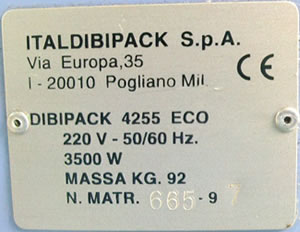 ITALDIBIPACK S.p.A.
Via Europa,35
I - 20010 Pogliano Mil.
CE
DIBIPACK 4255 ECO
220 V - 50/60 Hz.
3500 W
MASSA KG. 92
N. MATR. 665 - 97